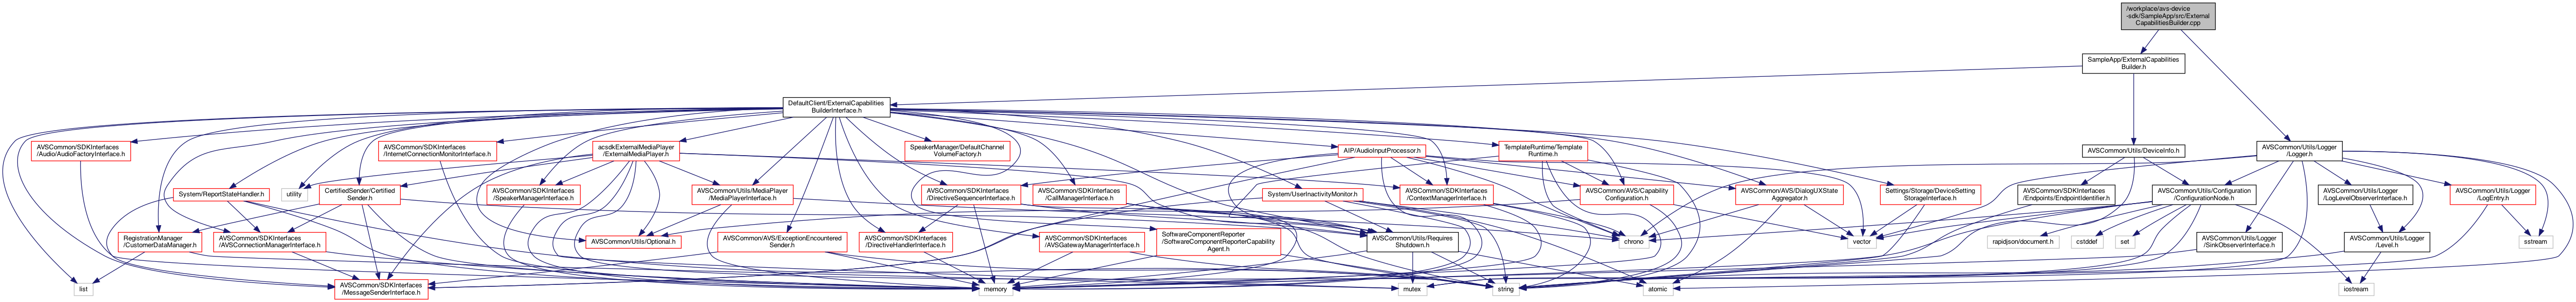 /workplace/avs-device
-sdk/SampleApp/src/External
CapabilitiesBuilder.cpp
SampleApp/ExternalCapabilities
Builder.h
DefaultClient/ExternalCapabilities
BuilderInterface.h
AVSCommon/SDKInterfaces
/Audio/AudioFactoryInterface.h
AVSCommon/SDKInterfaces
/InternetConnectionMonitorInterface.h
acsdkExternalMediaPlayer
/ExternalMediaPlayer.h
SpeakerManager/DefaultChannel
VolumeFactory.h
AIP/AudioInputProcessor.h
TemplateRuntime/Template
Runtime.h
AVSCommon/Utils/DeviceInfo.h
AVSCommon/Utils/Logger
/Logger.h
System/ReportStateHandler.h
utility
CertifiedSender/Certified
Sender.h
AVSCommon/SDKInterfaces
/SpeakerManagerInterface.h
AVSCommon/Utils/MediaPlayer
/MediaPlayerInterface.h
AVSCommon/SDKInterfaces
/DirectiveSequencerInterface.h
AVSCommon/SDKInterfaces
/CallManagerInterface.h
System/UserInactivityMonitor.h
AVSCommon/SDKInterfaces
/ContextManagerInterface.h
AVSCommon/AVS/Capability
Configuration.h
AVSCommon/AVS/DialogUXState
Aggregator.h
Settings/Storage/DeviceSetting
StorageInterface.h
AVSCommon/SDKInterfaces
/Endpoints/EndpointIdentifier.h
AVSCommon/Utils/Configuration
/ConfigurationNode.h
AVSCommon/Utils/Logger
/LogLevelObserverInterface.h
AVSCommon/Utils/Logger
/LogEntry.h
RegistrationManager
/CustomerDataManager.h
AVSCommon/SDKInterfaces
/AVSConnectionManagerInterface.h
AVSCommon/Utils/Optional.h
AVSCommon/AVS/ExceptionEncountered
Sender.h
AVSCommon/SDKInterfaces
/DirectiveHandlerInterface.h
AVSCommon/SDKInterfaces
/AVSGatewayManagerInterface.h
SoftwareComponentReporter
/SoftwareComponentReporterCapability
Agent.h
AVSCommon/Utils/Requires
Shutdown.h
chrono
vector
rapidjson/document.h
cstddef
set
AVSCommon/Utils/Logger
/SinkObserverInterface.h
AVSCommon/Utils/Logger
/Level.h
sstream
list
AVSCommon/SDKInterfaces
/MessageSenderInterface.h
memory
mutex
string
atomic
iostream